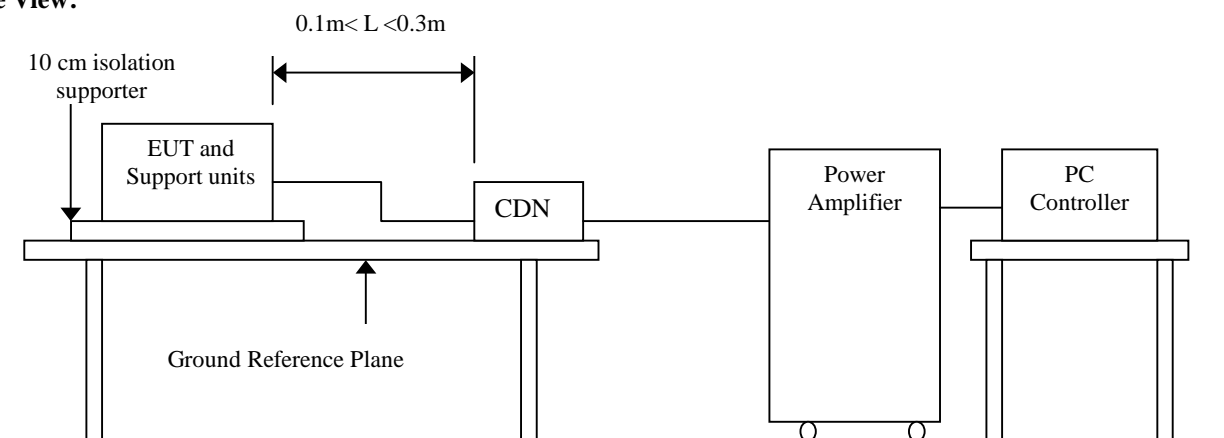 View:
0.1m< L <0.3m
10 cm isolation
supporter
EUT and
Support units
CDN
Power
Amplifier
PC
Controller
Ground Reference Plane